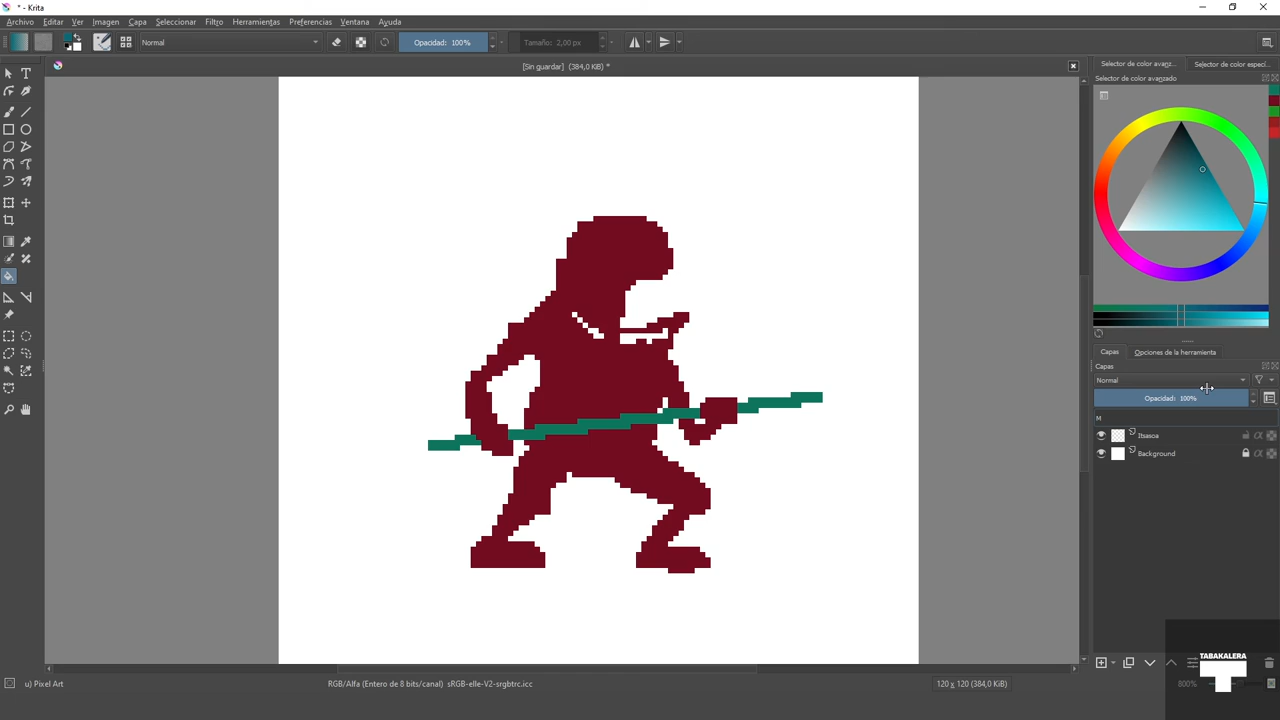 * - Krita
Archivo Editar Ver Imagen Capa Seleccionar Filtro Herramientas Preferencias Ventana Ayuda
Normal Opacidad: 100% Tamaño: 2,00 px
[Sin guardar] (384,0 KiB) *
Selector de color avanz... Selector de color especí...
Selector de color avanzado
Capas Opciones de la herramienta
Capas
Normal
Opacidad: 100%
M
Itsasoa
Background
TABAKALERA
u) Pixel Art RGB/Alfa (Entero de 8 bits/canal) sRGB-elle-V2-srgbtrc.icc 120 x 120 (384,0 KiB) 800%